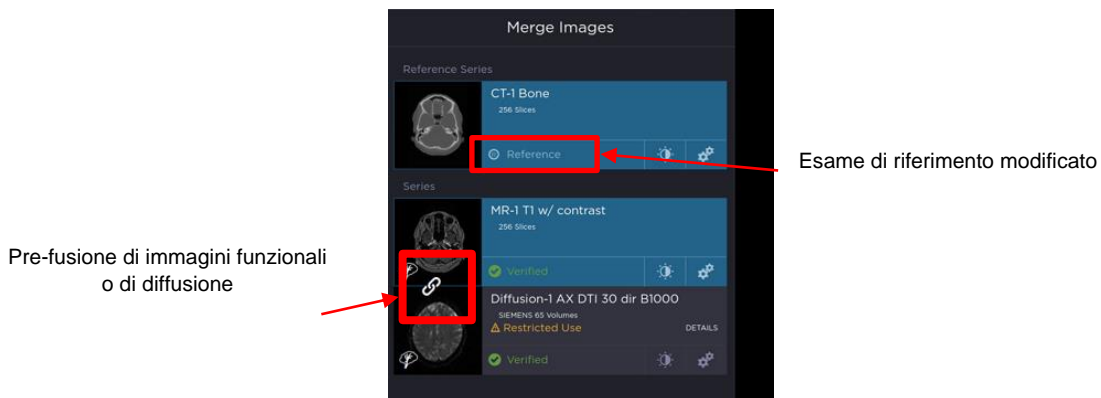 Merge Images
Reference Series
CT-1 Bone
256 Slices
Reference
Esame di riferimento modificato
Series
MR-1 T1 w/ contrast
256 Slices
Verified
Pre-fusione di immagini funzionali
o di diffusione
Diffusion-1 AX DTI 30 dir B1000
SIEMENS 65 Volumes
Restricted Use
DETAILS
Verified